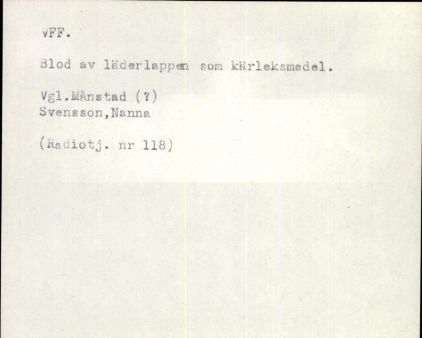 VFF.
Blod av läderlappen som kärleksmedel.
Vgl.Månstad (?)
Svensson,Nanna
(Radiotj. nr 118)